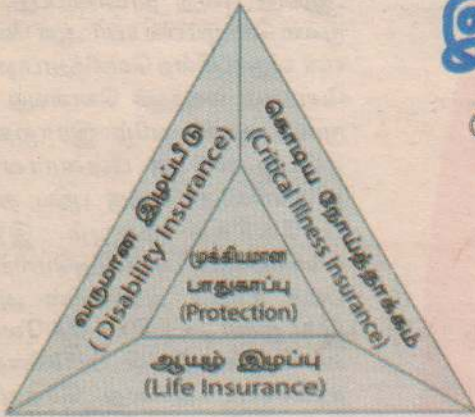 வருமான இழப்பீடு
( Disability Insurance)
கொடிய நோய்த்தாக்கம்
(Critical Illness Insurance)
முக்கியமான
பாதுகாப்பு
(Protection)
ஆயுள் இழப்பு
(Life Insurance)